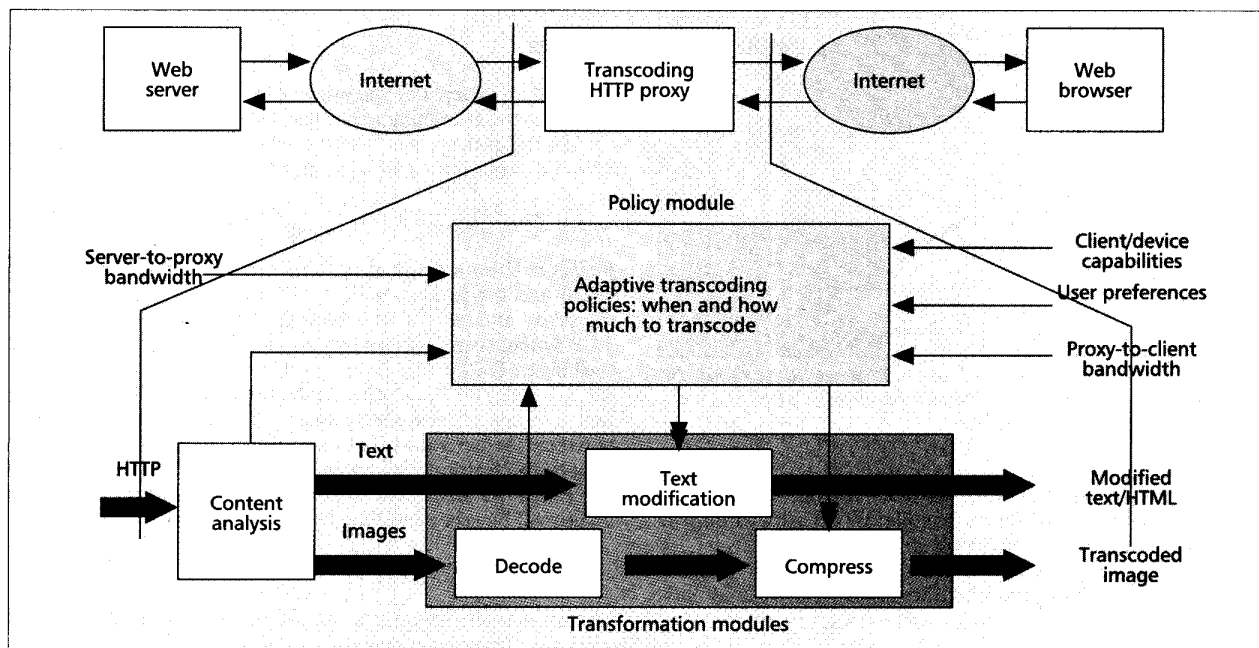 Web
server
Internet
Transcoding
HTTP proxy
Internet
Web
browser
Policy module
Server-to-proxy
bandwidth
Adaptive transcoding
policies: when and how
much to transcode
Client/device
capabilities
User preferences
Proxy-to-client
bandwidth
HTTP
Content
analysis
Text
Text
modification
Modified
text/HTML
Images
Decode
Compress
Transcoded
image
Transformation modules